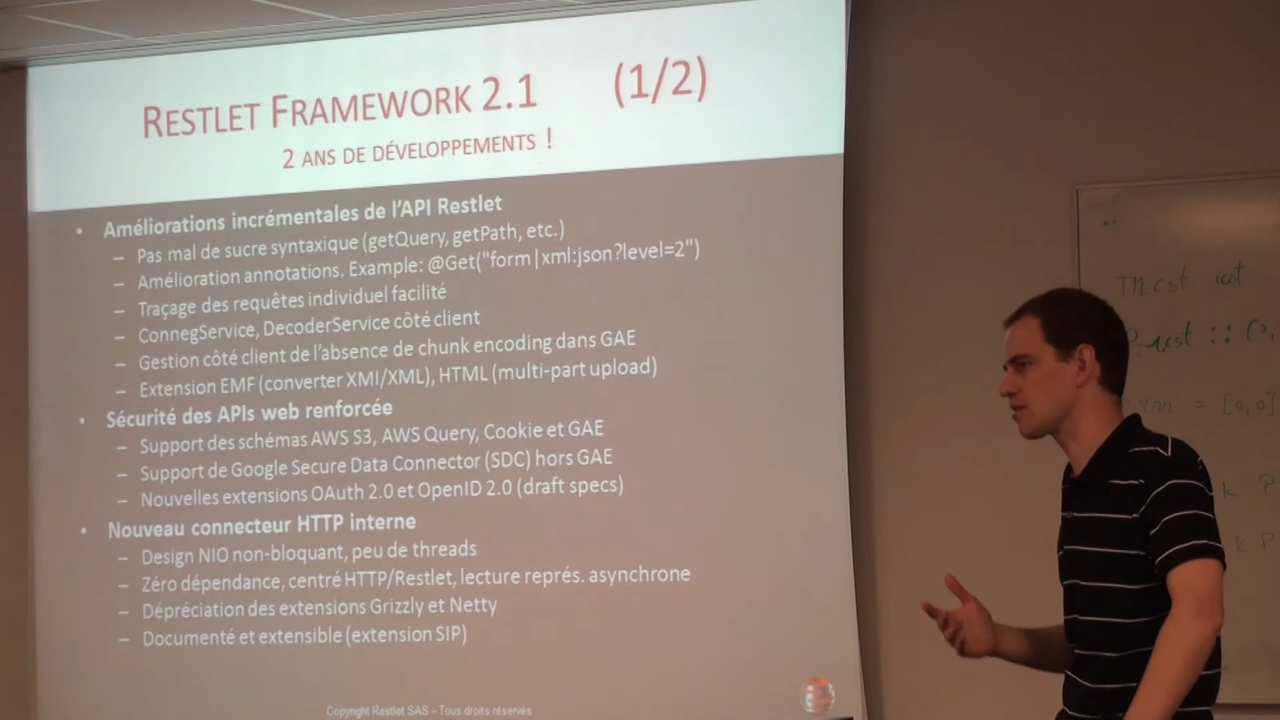 RESTLET FRAMEWORK 2.1 (1/2)
2 ANS DE DÉVELOPPEMENTS !
• Améliorations incrémentales de l'API Restlet
– Pas mal de sucre syntaxique (getQuery, getPath, etc.)
– Amélioration annotations. Example: @Get("form|xml:json?level=2")
– Traçage des requêtes individuel facilité
– ConnegService, DecoderService côté client
– Gestion côté client de l'absence de chunk encoding dans GAE
– Extension EMF (converter XMI/XML), HTML (multi-part upload)
• Sécurité des APIs web renforcée
– Support des schémas AWS S3, AWS Query, Cookie et GAE
– Support de Google Secure Data Connector (SDC) hors GAE
– Nouvelles extensions OAuth 2.0 et OpenID 2.0 (draft specs)
• Nouveau connecteur HTTP interne
– Design NIO non-bloquant, peu de threads
– Zéro dépendance, centré HTTP/Restlet, lecture représ. asynchrone
– Dépréciation des extensions Grizzly et Netty
– Documenté et extensible (extension SIP)
Copyright Restlet SAS – Tous droits réservés
= [0,0]